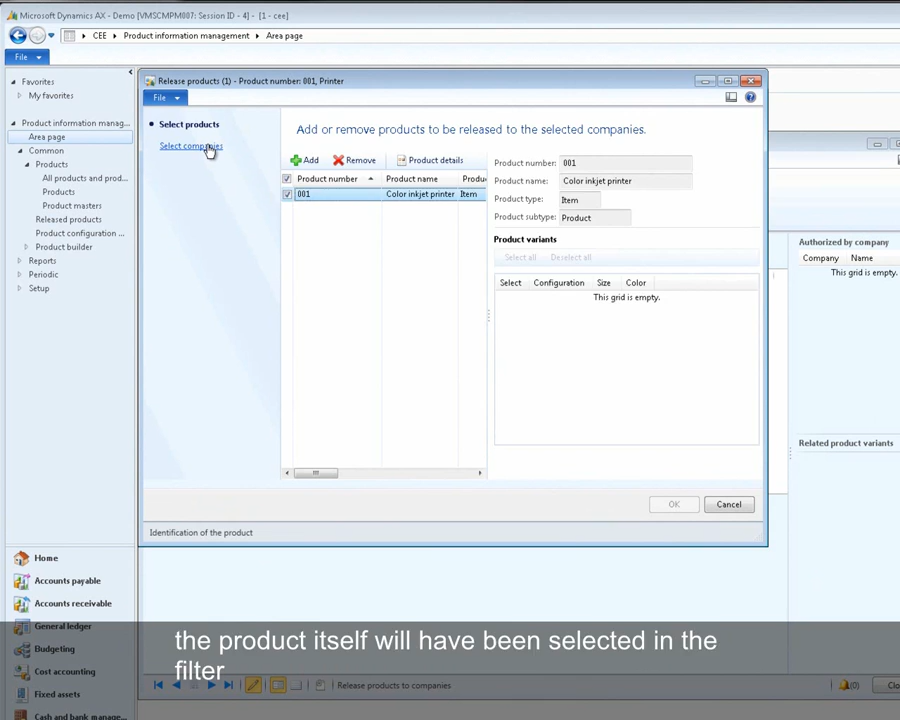 Microsoft Dynamics AX - Demo [VMSCMPM007: Session ID - 4] - [1 - cee]
CEE
Product information management
Area page
File
Favorites
My favorites
Product information manag...
Area page
Common
Products
All products and prod...
Products
Product masters
Released products
Product configuration ...
Product builder
Reports
Periodic
Setup
Home
Accounts payable
Accounts receivable
General ledger
Budgeting
Cost accounting
Fixed assets
Cash and bank manage...
Release products (1) - Product number: 001, Printer
File
Select products
Select companies
Add or remove products to be released to the selected companies.
Add
Remove
Product details
Product number
Product name
Produ
001
Color inkjet printer
Item
Product number: 001
Product name: Color inkjet printer
Product type: Item
Product subtype: Product
Product variants
Select all
Deselect all
Select
Configuration
Size
Color
This grid is empty.
OK
Cancel
Identification of the product
Authorized by company
Company
Name
This grid is empty.
Related product variants
the product itself will have been selected in the
filter
Release products to companies
(0)
Clo